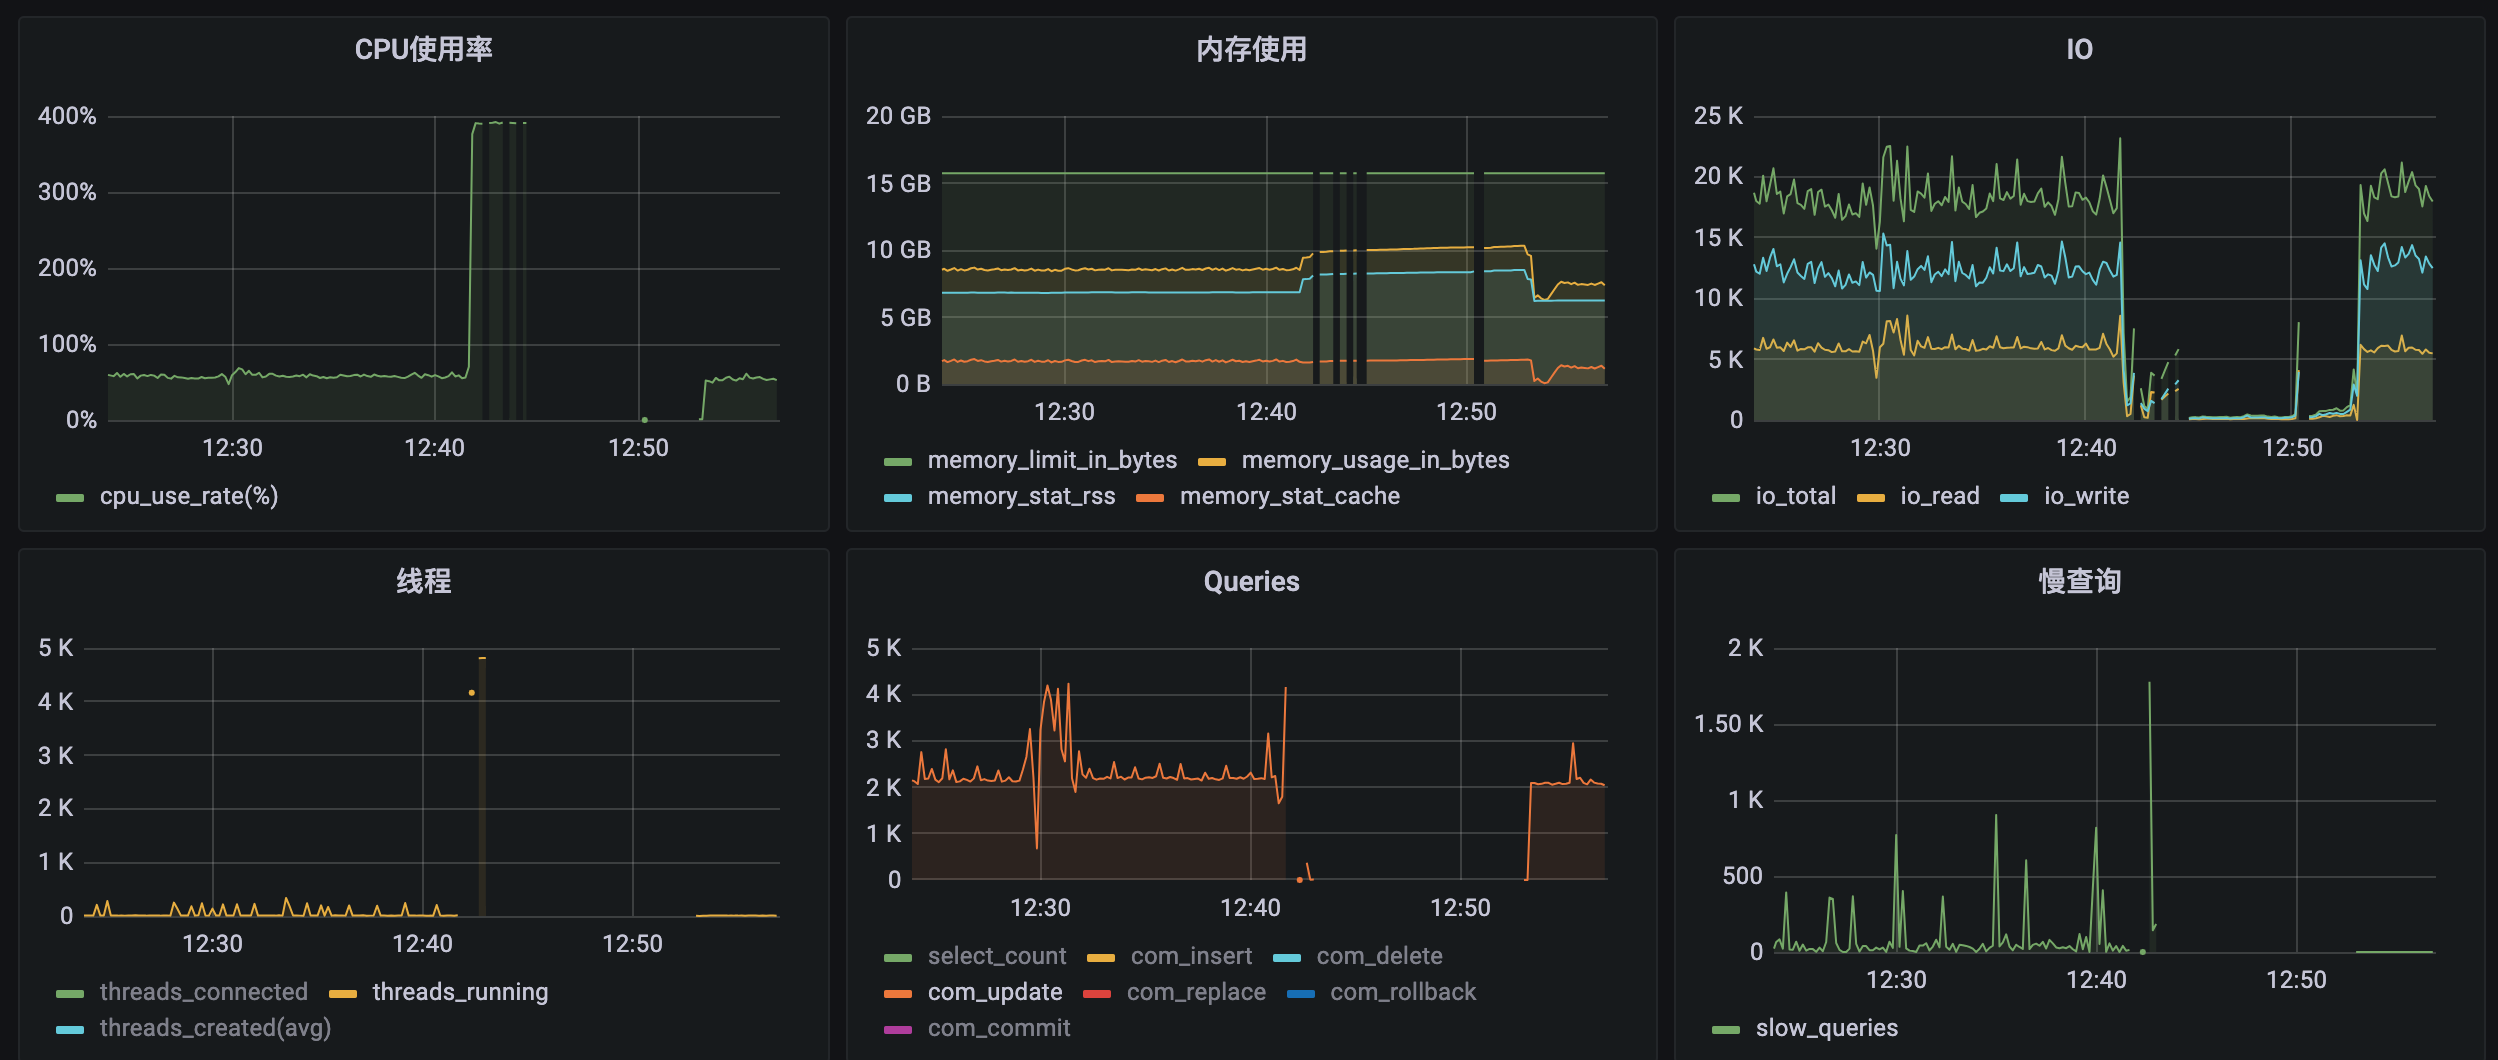 CPU使用率
400%
300%
200%
100%
0%
12:30 12:40 12:50
cpu_use_rate(%)
内存使用
20 GB
15 GB
10 GB
5 GB
0 B
12:30 12:40 12:50
memory_limit_in_bytes memory_usage_in_bytes
memory_stat_rss memory_stat_cache
IO
25 K
20 K
15 K
10 K
5 K
0
12:30 12:40 12:50
io_total io_read io_write
线程
5 K
4 K
3 K
2 K
1 K
0
12:30 12:40 12:50
threads_connected threads_running
threads_created(avg)
Queries
5 K
4 K
3 K
2 K
1 K
0
12:30 12:40 12:50
select_count com_insert com_delete
com_update com_replace com_rollback
com_commit
慢查询
2 K
1.50 K
1 K
500
0
12:30 12:40 12:50
slow_queries